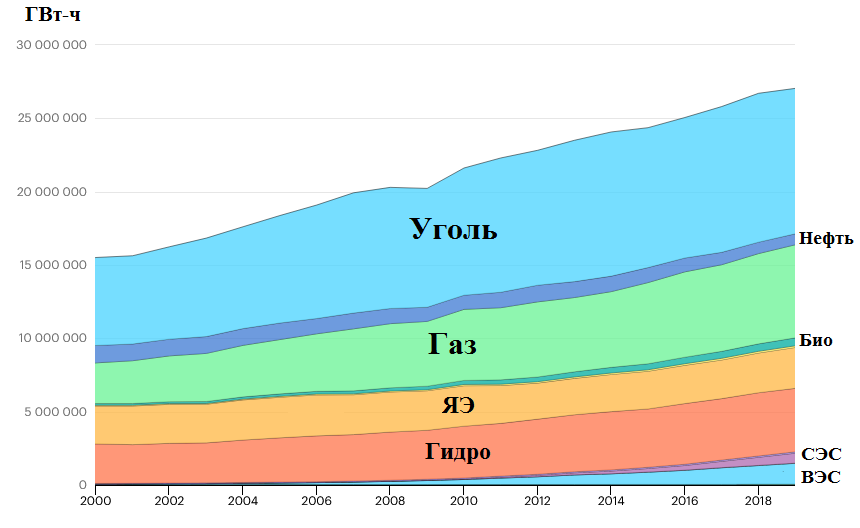 ГВт-ч
30 000 000
25 000 000
20 000 000
15 000 000
10 000 000
5 000 000
0
Уголь
Нефть
Газ
Био
ЯЭ
Гидро
СЭС
ВЭС
2000 2002 2004 2006 2008 2010 2012 2014 2016 2018